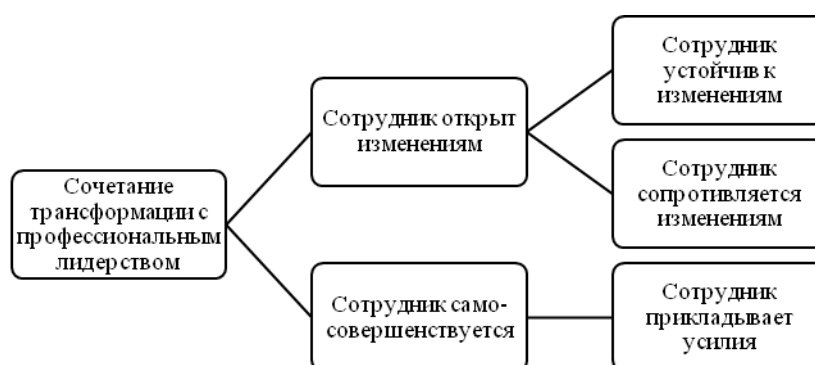 Сочетание
трансформации с
профессиональным
лидерством
Сотрудник открыт
изменениям
Сотрудник само-
совершенствуется
Сотрудник
устойчив к
изменениям
Сотрудник
сопротивляется
изменениям
Сотрудник
прикладывает
усилия